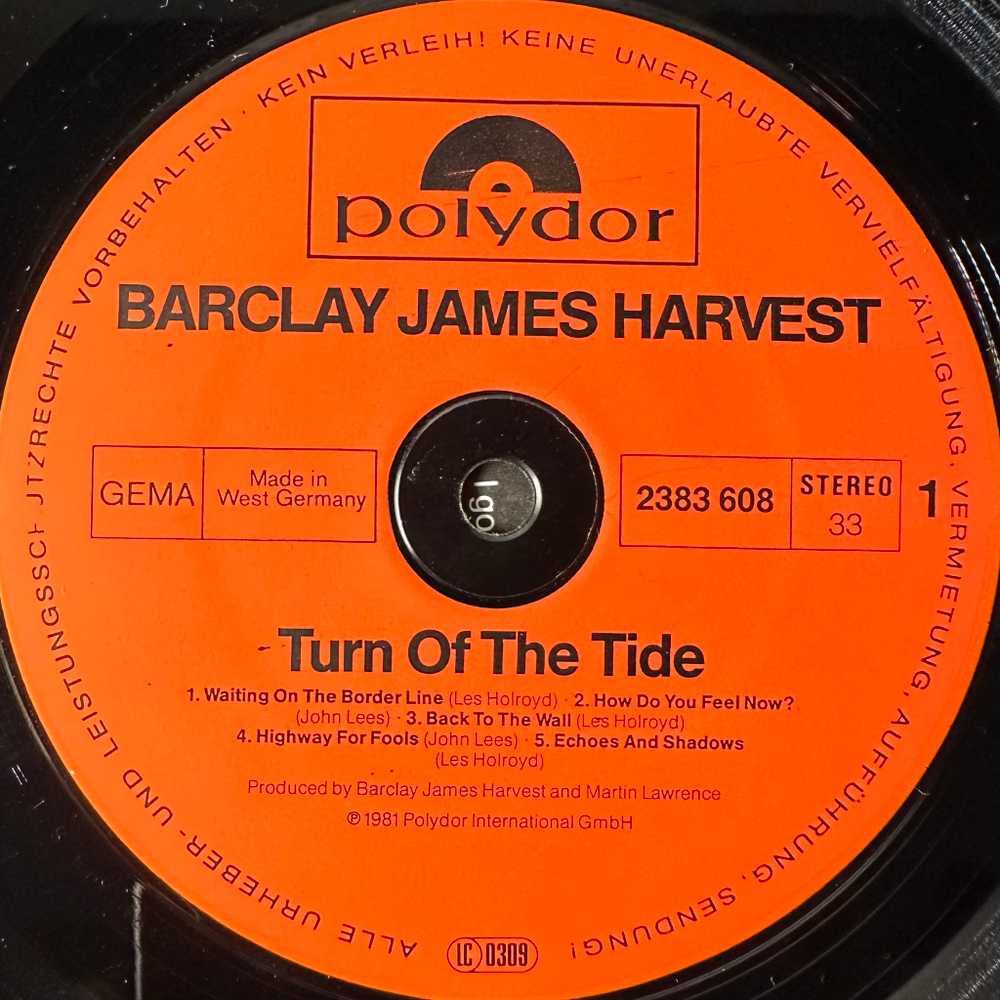 ALLE URHEBER- UND LEISTUNGSSCHUTZRECHTE VORBEHALTEN · KEIN VERLEIH! KEINE UNERLAUBTE VERVIELFÄLTIGUNG, VERMIETUNG, AUFFÜHRUNG, SENDUNG!
polydor
BARCLAY JAMES HARVEST
GEMA
Made in
West Germany
I go
2383 608
STEREO
33
1
Turn Of The Tide
1. Waiting On The Border Line (Les Holroyd) · 2. How Do You Feel Now?
(John Lees) · 3. Back To The Wall (Les Holroyd)
4. Highway For Fools (John Lees) · 5. Echoes And Shadows
(Les Holroyd)
Produced by Barclay James Harvest and Martin Lawrence
℗ 1981 Polydor International GmbH
LC 0309